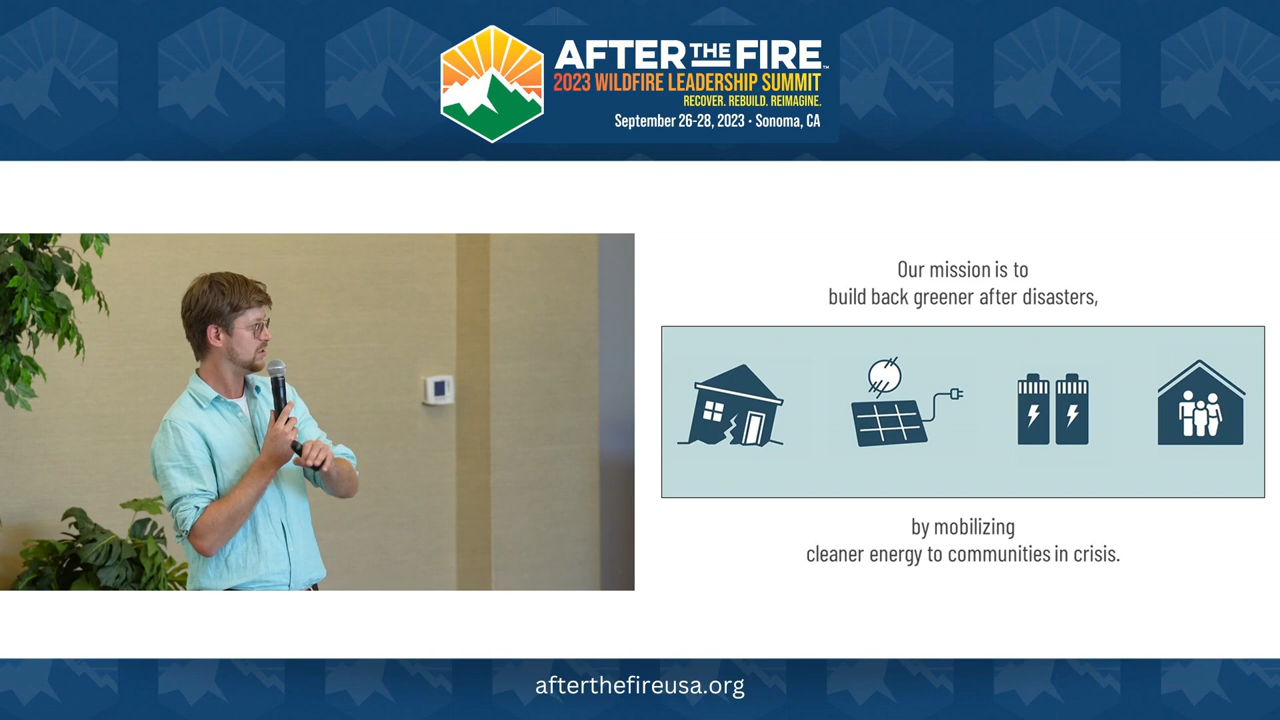 AFTER THE FIRE™
2023 WILDFIRE LEADERSHIP SUMMIT
RECOVER. REBUILD. REIMAGINE.
September 26-28, 2023 • Sonoma, CA
Our mission is to
build back greener after disasters,
by mobilizing
cleaner energy to communities in crisis.
afterthefireusa.org